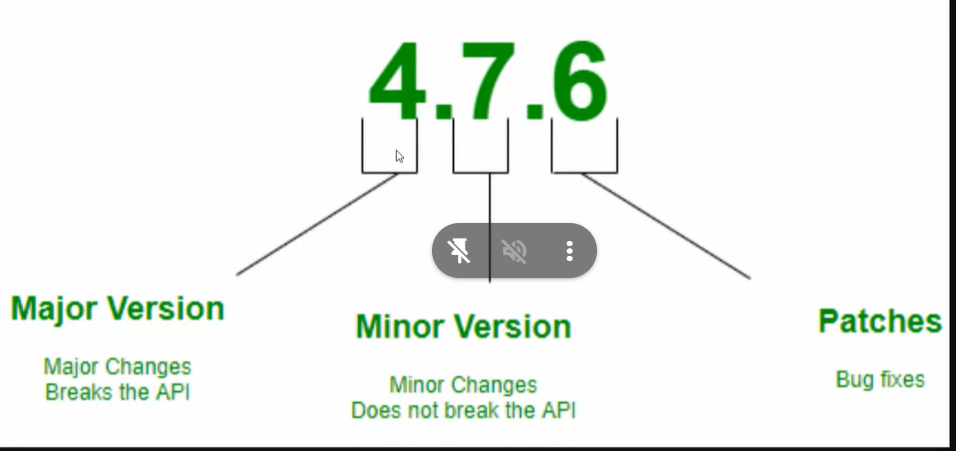 4.7.6
Major Version
Major Changes
Breaks the API
Minor Version
Minor Changes
Does not break the API
Patches
Bug fixes